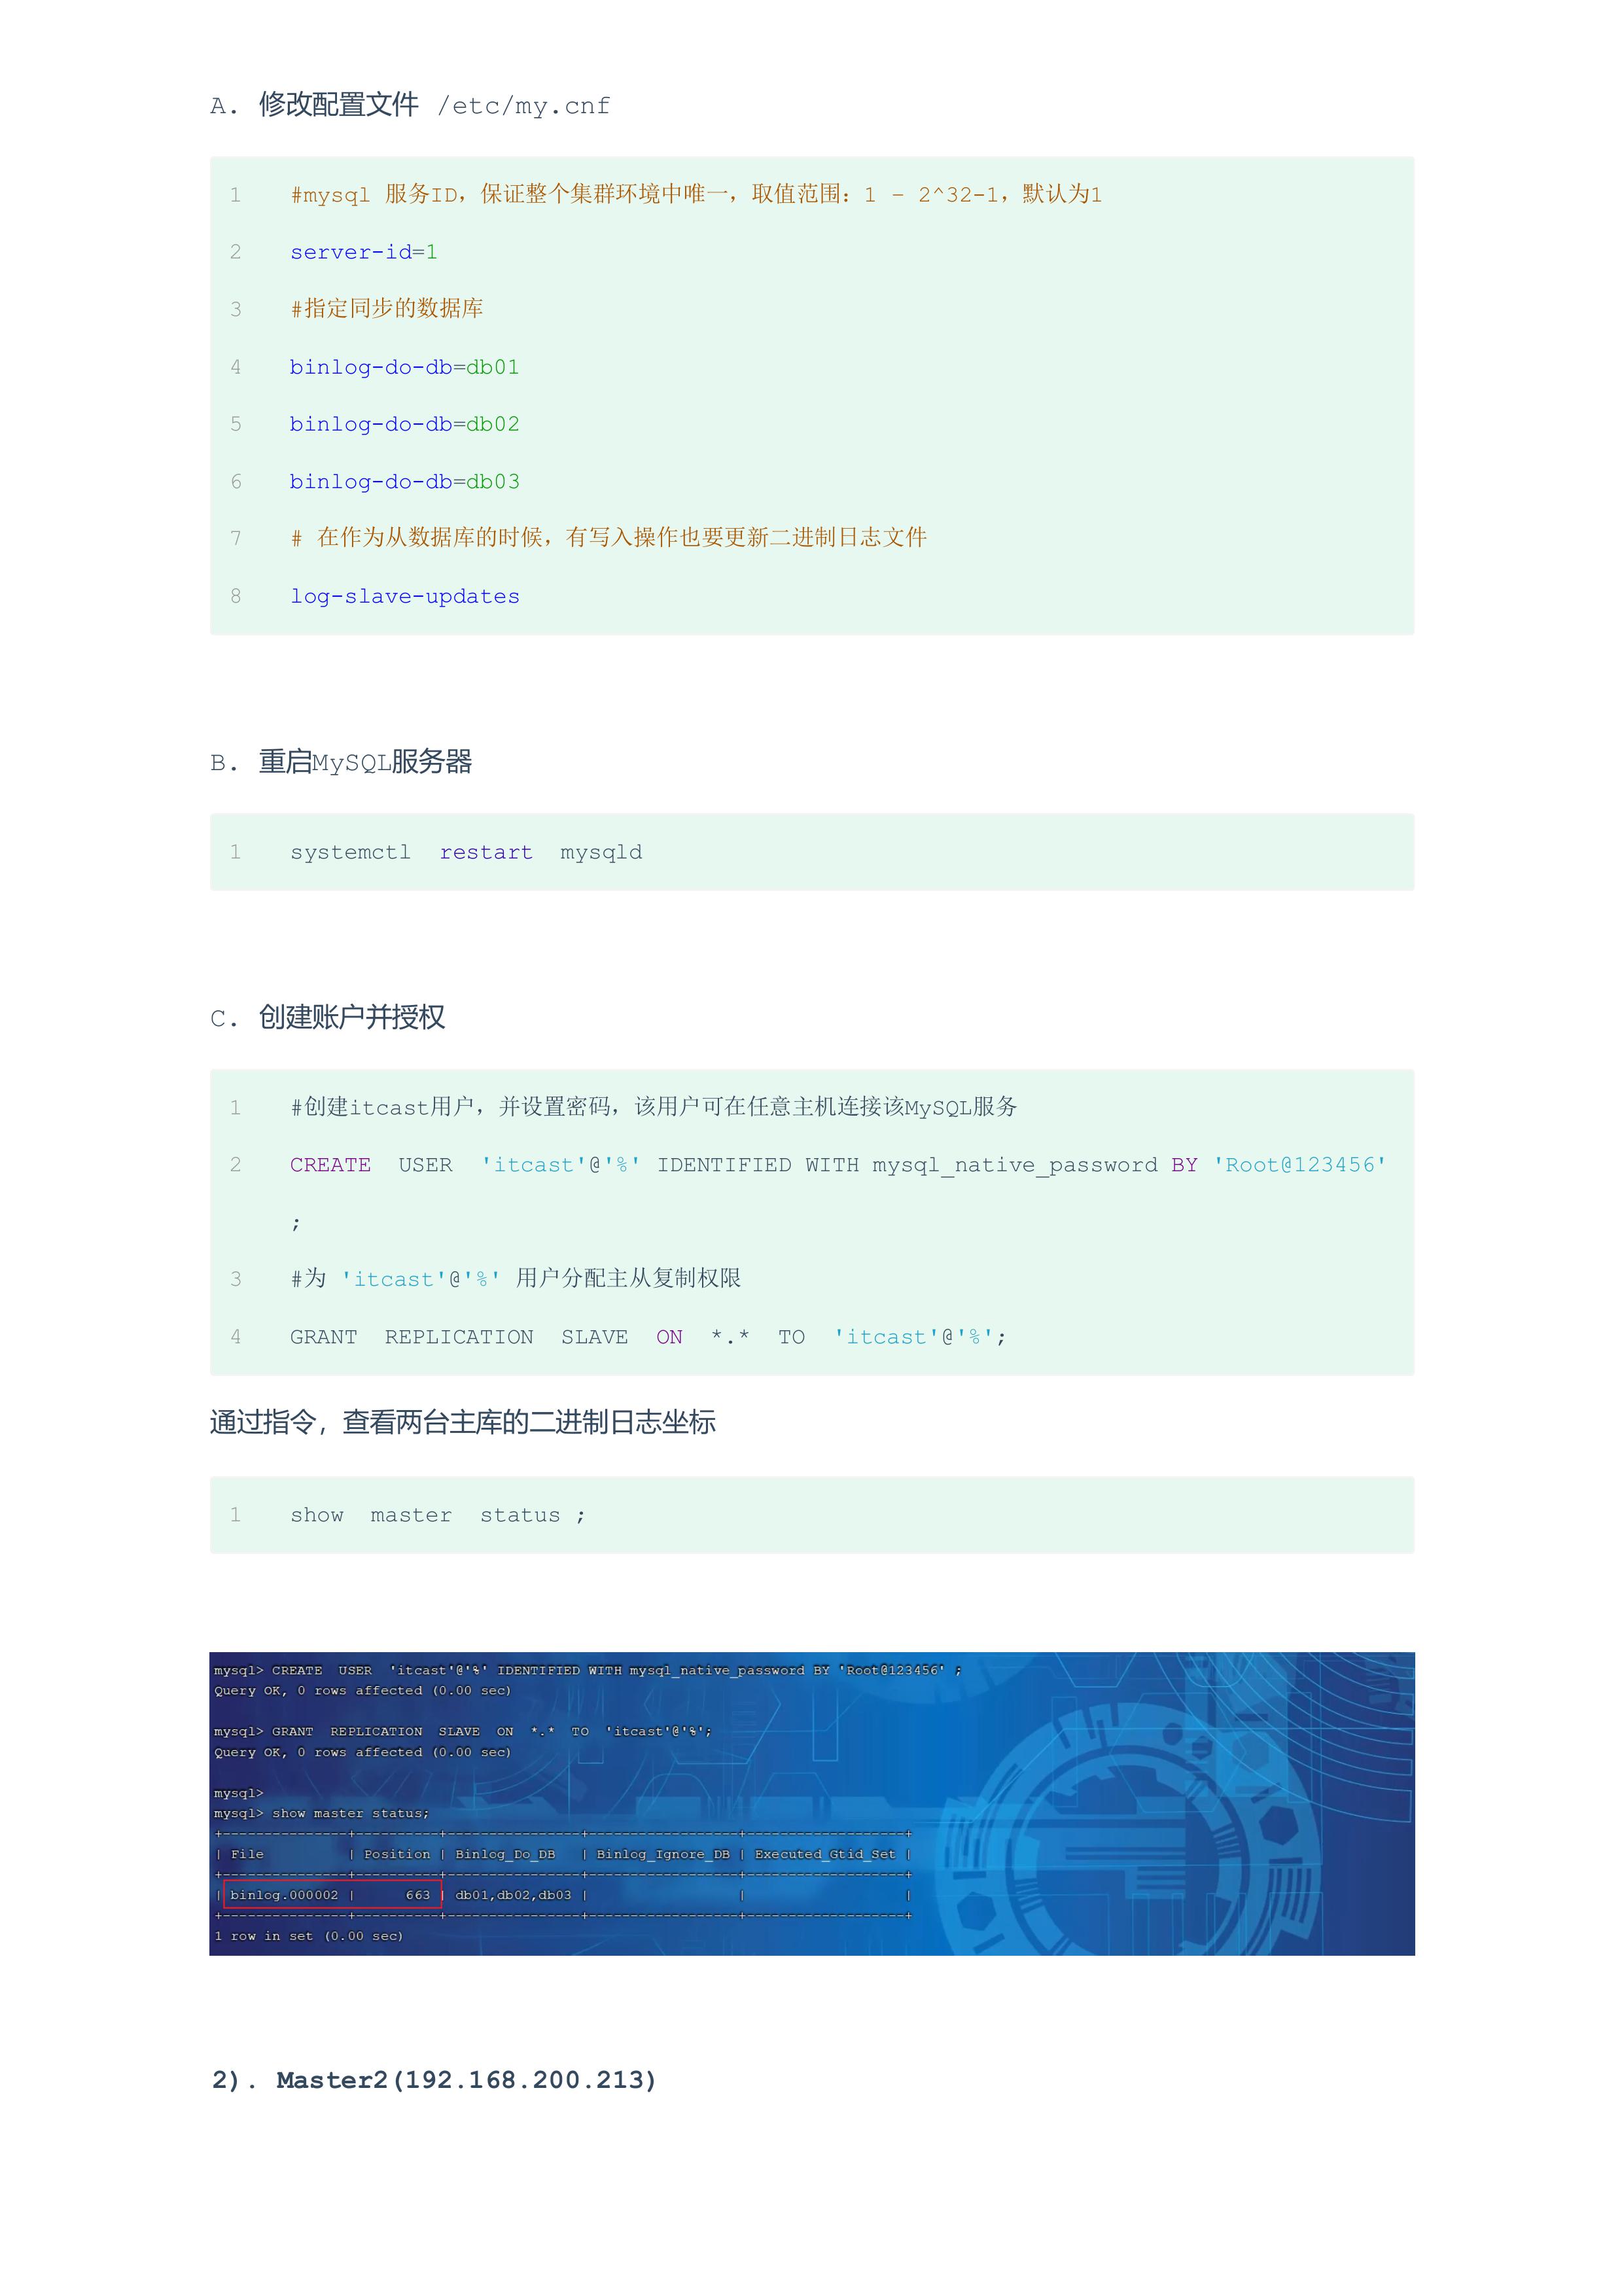 A. 修改配置文件 /etc/my.cnf
1 #mysql 服务ID，保证整个集群环境中唯一，取值范围：1 – 2^32-1，默认为1
2 server-id=1
3 #指定同步的数据库
4 binlog-do-db=db01
5 binlog-do-db=db02
6 binlog-do-db=db03
7 # 在作为从数据库的时候，有写入操作也要更新二进制日志文件
8 log-slave-updates
B. 重启MySQL服务器
1 systemctl restart mysqld
C. 创建账户并授权
1 #创建itcast用户，并设置密码，该用户可在任意主机连接该MySQL服务
2 CREATE USER 'itcast'@'%' IDENTIFIED WITH mysql_native_password BY 'Root@123456'
;
3 #为 'itcast'@'%' 用户分配主从复制权限
4 GRANT REPLICATION SLAVE ON *.* TO 'itcast'@'%';
通过指令，查看两台主库的二进制日志坐标
1 show master status ;
mysql> CREATE USER 'itcast'@'%' IDENTIFIED WITH mysql_native_password BY 'Root@123456' ;
Query OK, 0 rows affected (0.00 sec)
mysql> GRANT REPLICATION SLAVE ON *.* TO 'itcast'@'%';
Query OK, 0 rows affected (0.00 sec)
mysql>
mysql> show master status;
+---------------+----------+----------------+------------------+-------------------+
| File | Position | Binlog_Do_DB | Binlog_Ignore_DB | Executed_Gtid_Set |
+---------------+----------+----------------+------------------+-------------------+
| binlog.000002 | 663 | db01,db02,db03 | | |
+---------------+----------+----------------+------------------+-------------------+
1 row in set (0.00 sec)
2). Master2(192.168.200.213)